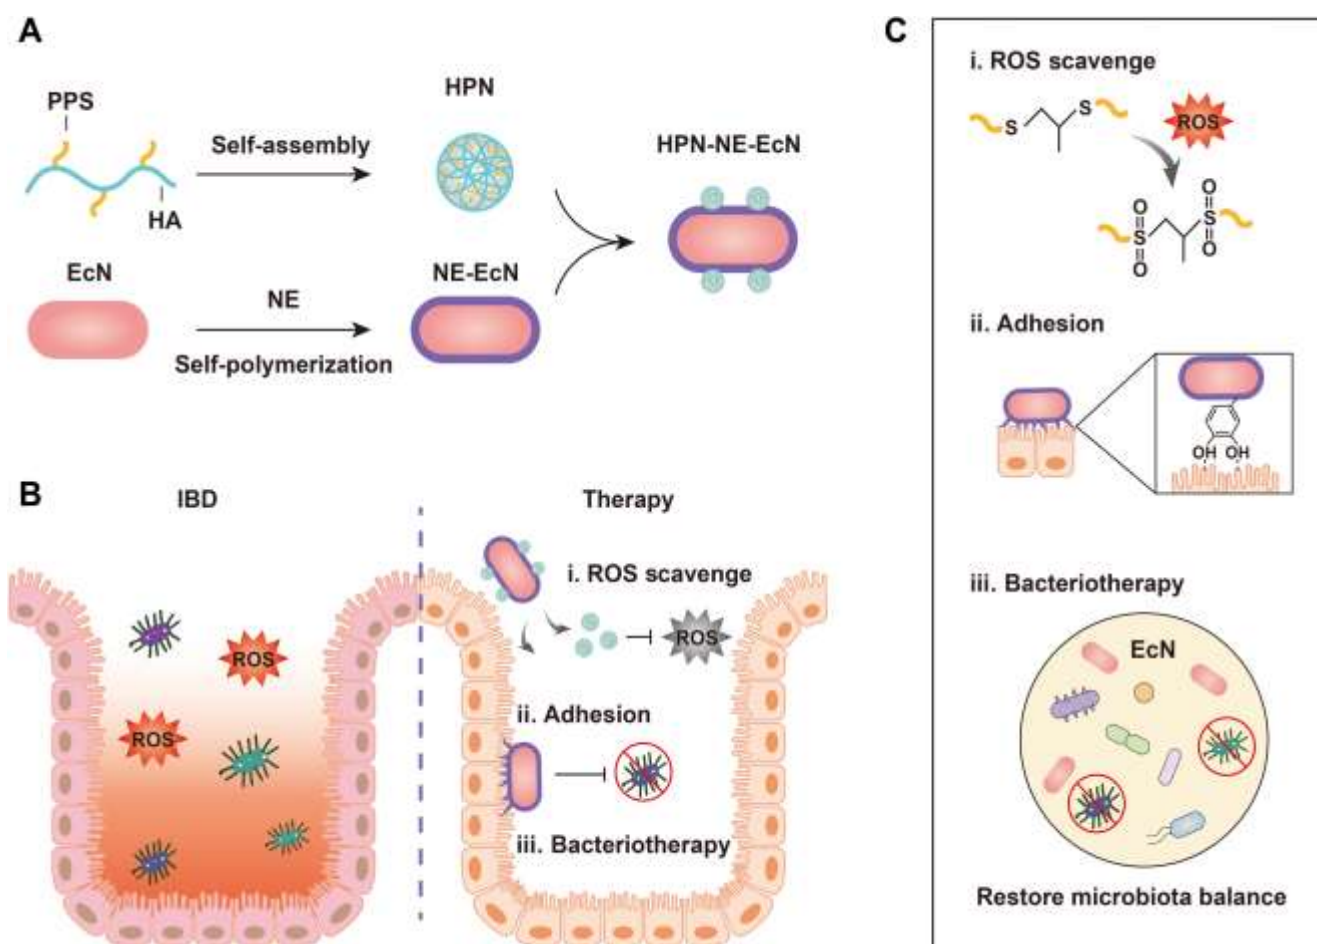 A
PPS
HA
Self-assembly
HPN
HPN-NE-EcN
EcN
NE
Self-polymerization
NE-EcN
B
IBD
Therapy
ROS
ROS
i. ROS scavenge
ROS
ii. Adhesion
iii. Bacteriotherapy
C
i. ROS scavenge
S
S
ROS
O
O
S
S
O
O
ii. Adhesion
OH OH
iii. Bacteriotherapy
EcN
Restore microbiota balance